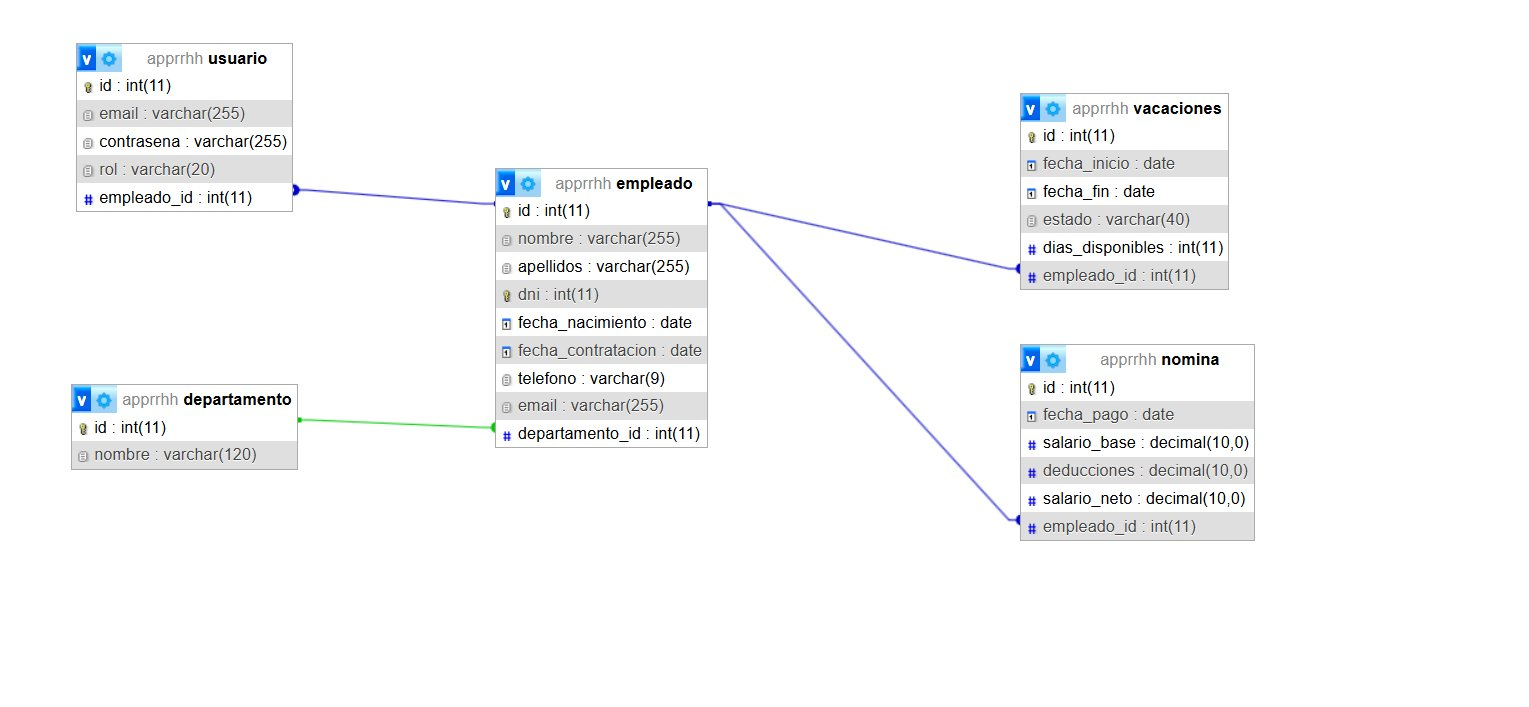 v apprrhh usuario
id : int(11)
email : varchar(255)
contrasena : varchar(255)
rol : varchar(20)
# empleado_id : int(11)
v apprrhh departamento
id : int(11)
nombre : varchar(120)
v apprrhh empleado
id : int(11)
nombre : varchar(255)
apellidos : varchar(255)
dni : int(11)
fecha_nacimiento : date
fecha_contratacion : date
telefono : varchar(9)
email : varchar(255)
# departamento_id : int(11)
v apprrhh vacaciones
id : int(11)
fecha_inicio : date
fecha_fin : date
estado : varchar(40)
# dias_disponibles : int(11)
# empleado_id : int(11)
v apprrhh nomina
id : int(11)
fecha_pago : date
# salario_base : decimal(10,0)
# deducciones : decimal(10,0)
# salario_neto : decimal(10,0)
# empleado_id : int(11)